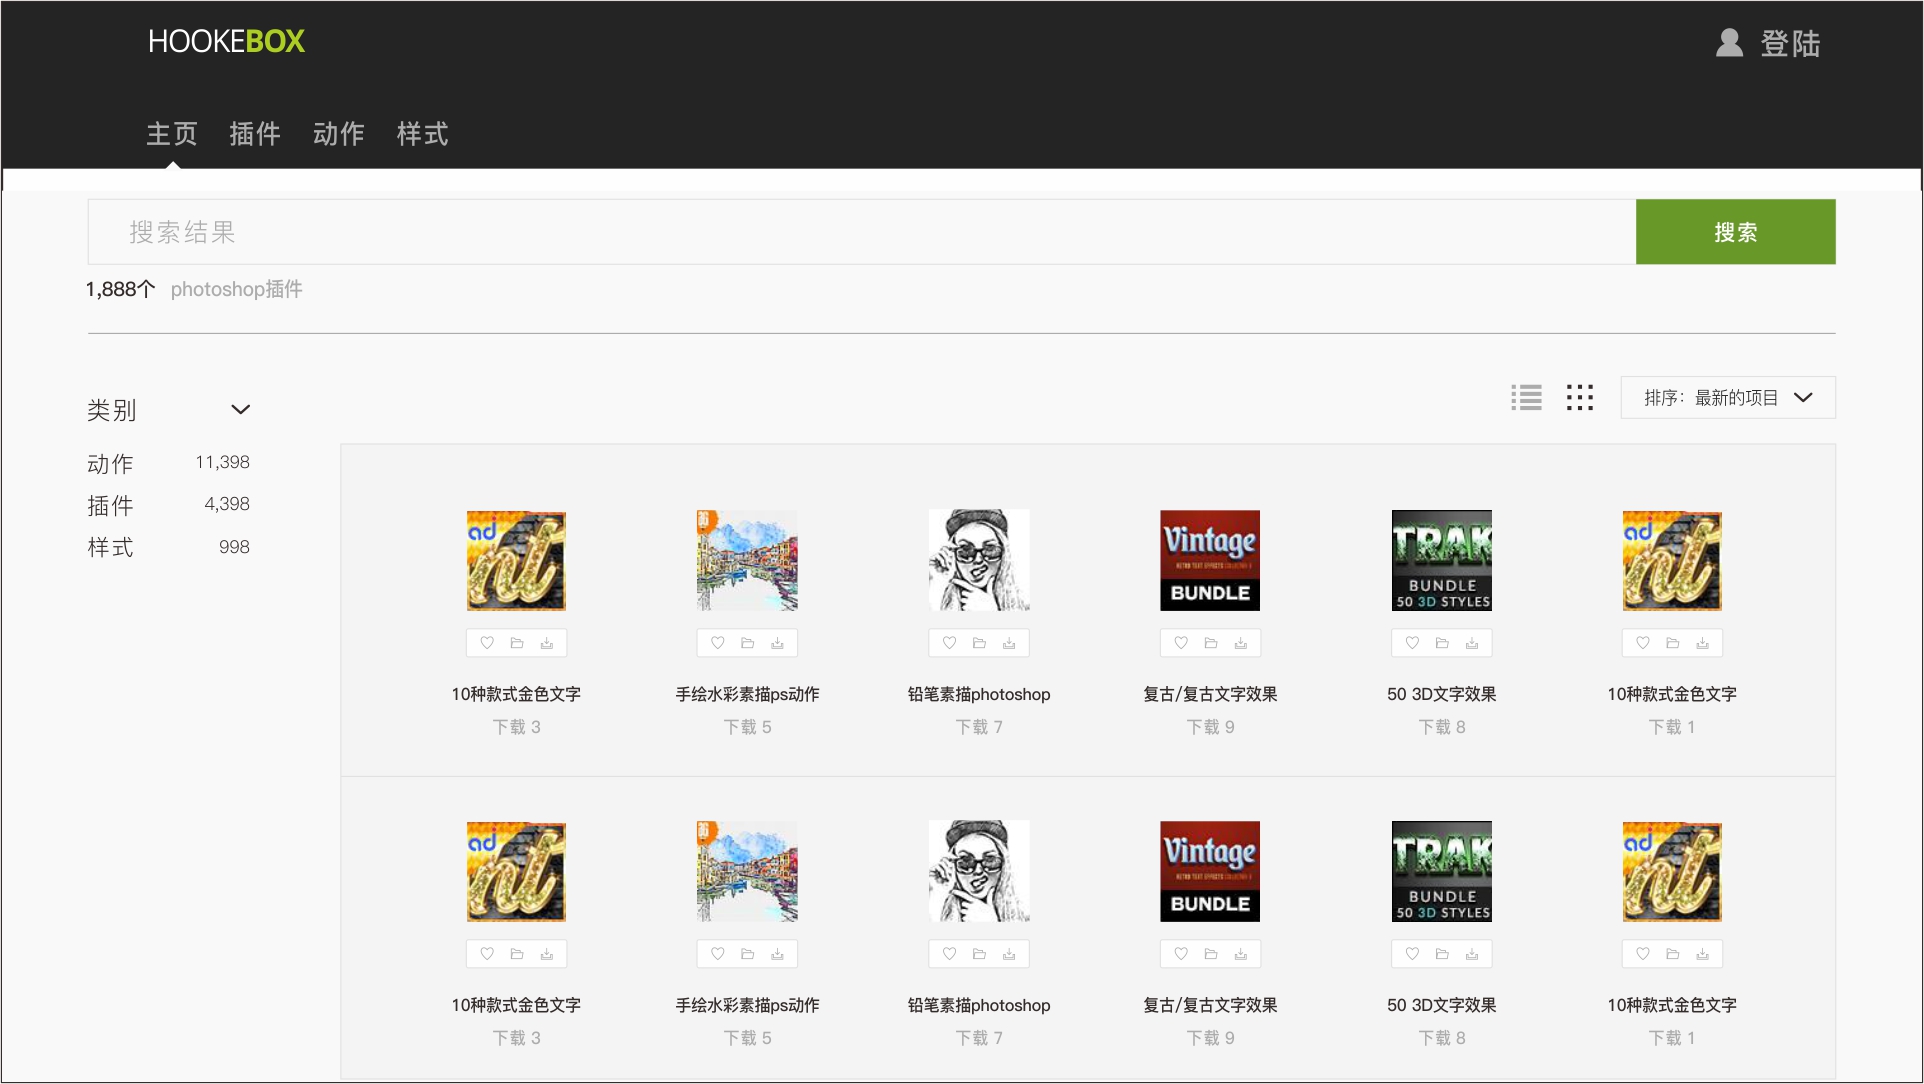 HOOKEBOX
登陆
主页 插件 动作 样式
搜索结果
搜索
1,888个 photoshop插件
类别
排序：最新的项目
动作 11,398
插件 4,398
样式 998
ad
nt
Vintage
RETRO TEXT EFFECTS
BUNDLE
TRAK
BUNDLE
50 3D STYLES
ad
nt
10种款式金色文字 手绘水彩素描ps动作 铅笔素描photoshop 复古/复古文字效果 50 3D文字效果 10种款式金色文字
下载 3 下载 5 下载 7 下载 9 下载 8 下载 1
ad
nt
Vintage
RETRO TEXT EFFECTS
BUNDLE
TRAK
BUNDLE
50 3D STYLES
ad
nt
10种款式金色文字 手绘水彩素描ps动作 铅笔素描photoshop 复古/复古文字效果 50 3D文字效果 10种款式金色文字
下载 3 下载 5 下载 7 下载 9 下载 8 下载 1